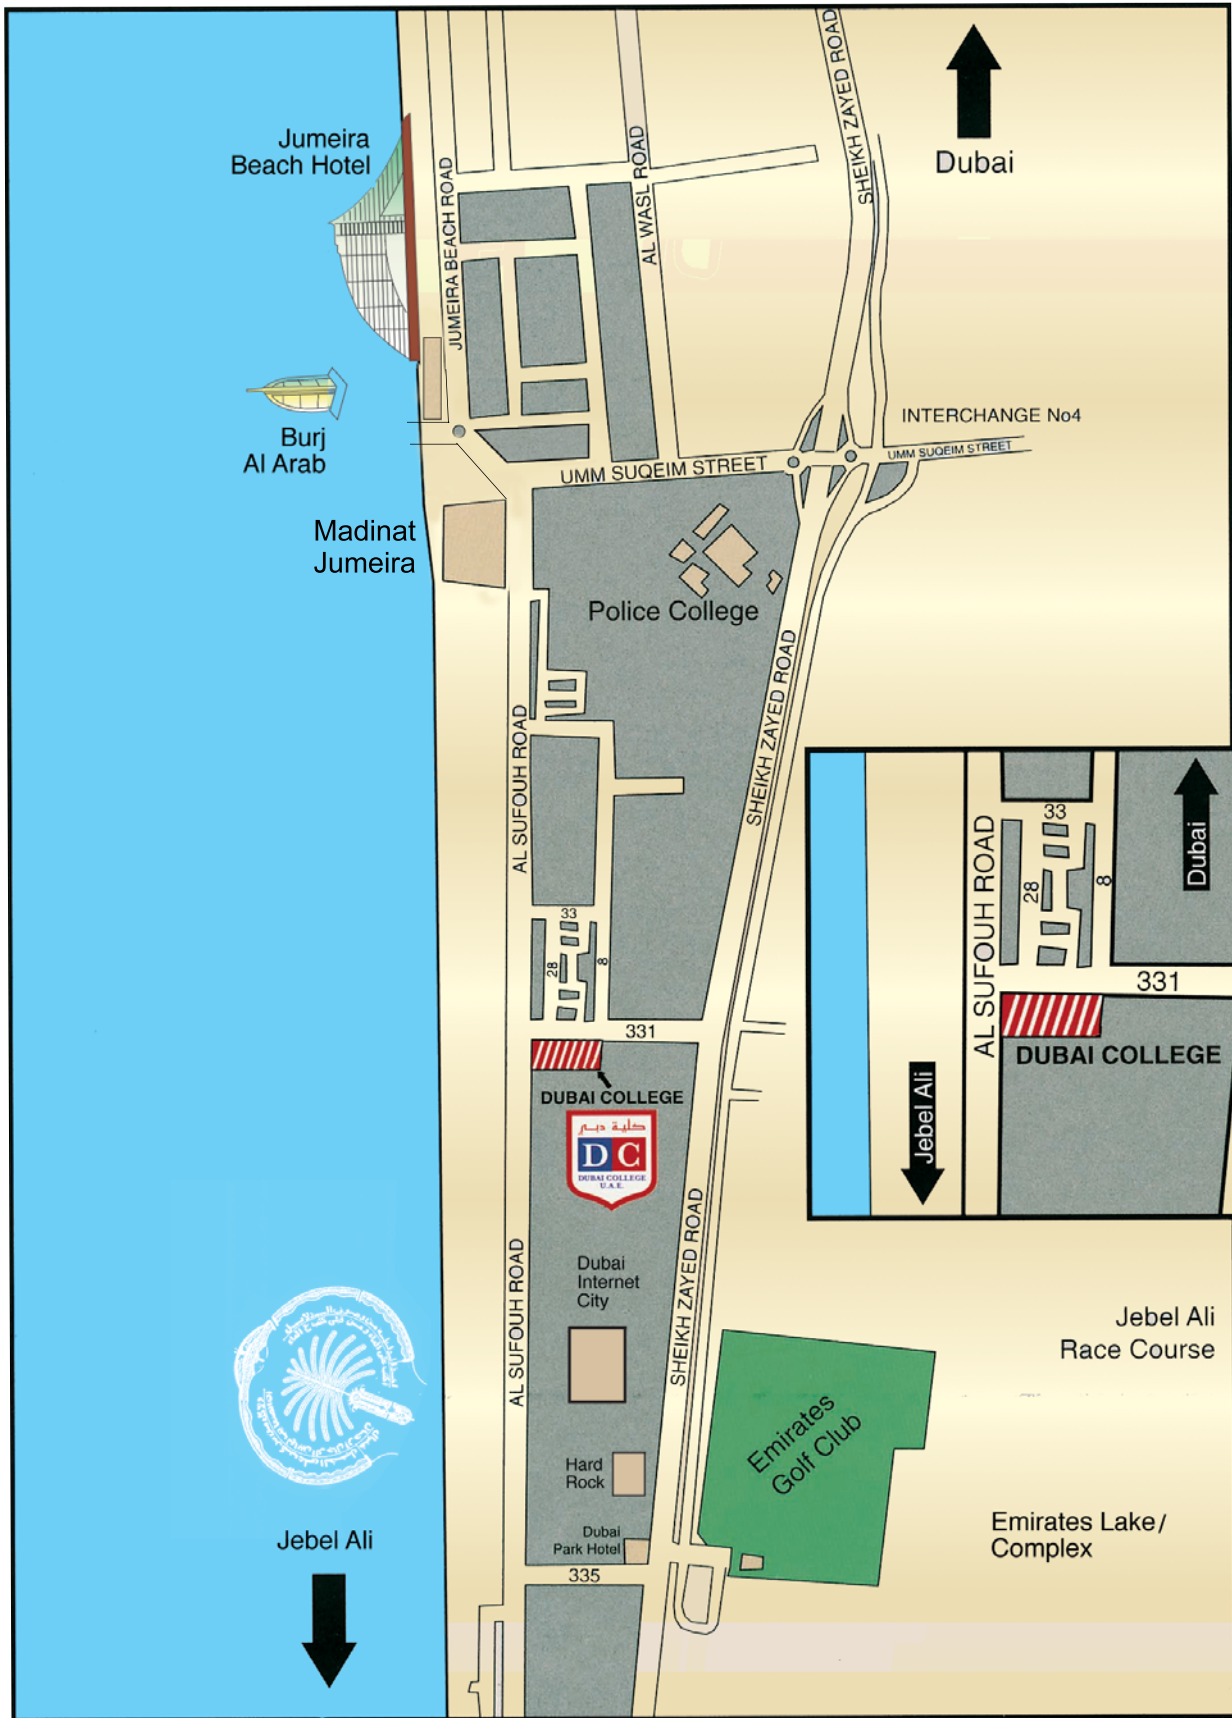 SHEIKH ZAYED ROAD
Dubai
Jumeira
Beach Hotel
JUMEIRA BEACH ROAD
AL WASL ROAD
SHEIKH ZAYED ROAD
Burj
Al Arab
INTERCHANGE No4
UMM SUQEIM STREET
UMM SUQEIM STREET
Madinat
Jumeira
Police College
SHEIKH ZAYED ROAD
AL SUFOUH ROAD
33
28
8
331
DUBAI COLLEGE
كلية دبي
D C
DUBAI COLLEGE
U.A.E.
AL SUFOUH ROAD
SHEIKH ZAYED ROAD
Dubai
Internet
City
Hard
Rock
Dubai
Park Hotel
335
Emirates
Golf Club
Jebel Ali
Race Course
Emirates Lake/
Complex
Jebel Ali
33
28
8
AL SUFOUH ROAD
Dubai
331
DUBAI COLLEGE
Jebel Ali